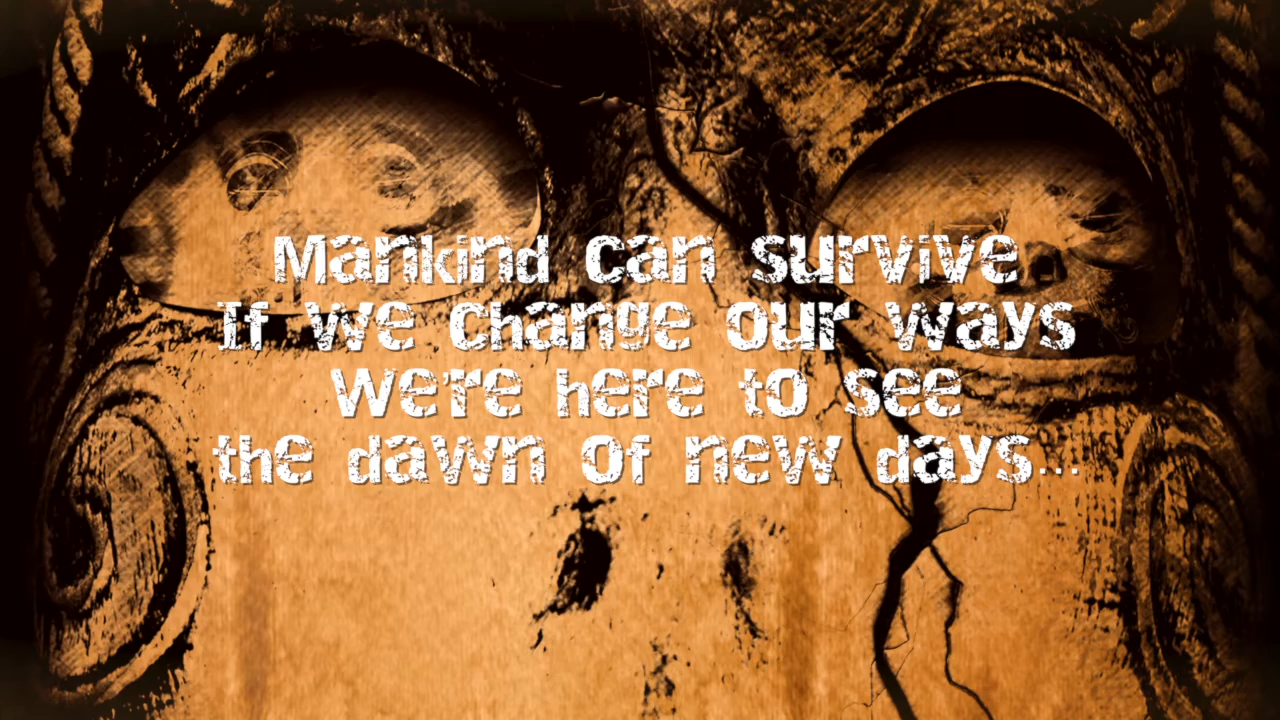 Mankind can survive
If we change our ways
We're here to see
the dawn of new days...